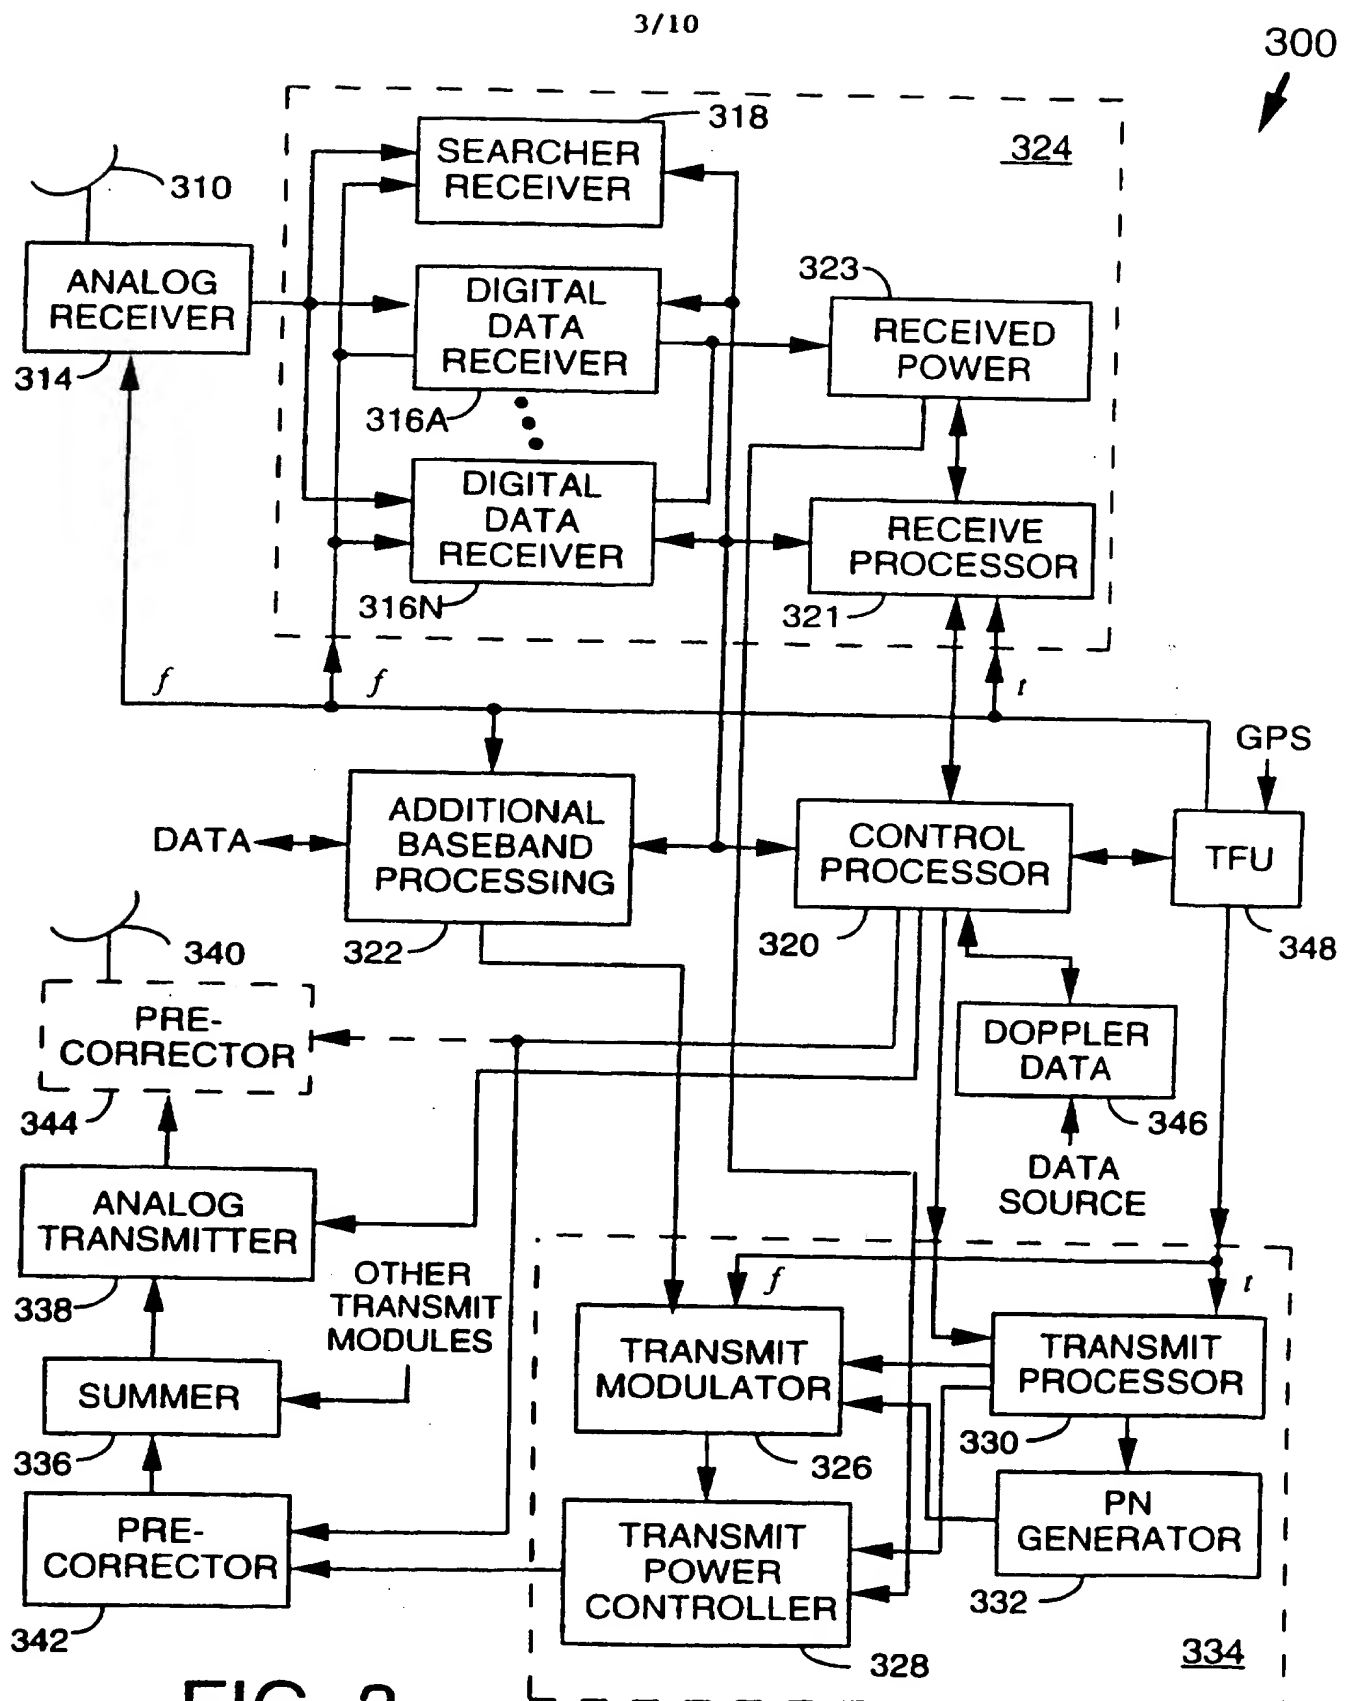 3/10
300
318
SEARCHER
RECEIVER
324
310
ANALOG
RECEIVER
314
DIGITAL
DATA
RECEIVER
316A
323
RECEIVED
POWER
DIGITAL
DATA
RECEIVER
316N
RECEIVE
PROCESSOR
321
f
f
t
GPS
DATA
ADDITIONAL
BASEBAND
PROCESSING
322
CONTROL
PROCESSOR
320
TFU
348
340
PRE-
CORRECTOR
344
DOPPLER
DATA
346
DATA
SOURCE
ANALOG
TRANSMITTER
338
OTHER
TRANSMIT
MODULES
f
t
SUMMER
336
TRANSMIT
MODULATOR
326
TRANSMIT
PROCESSOR
330
PRE-
CORRECTOR
342
TRANSMIT
POWER
CONTROLLER
328
PN
GENERATOR
332
334